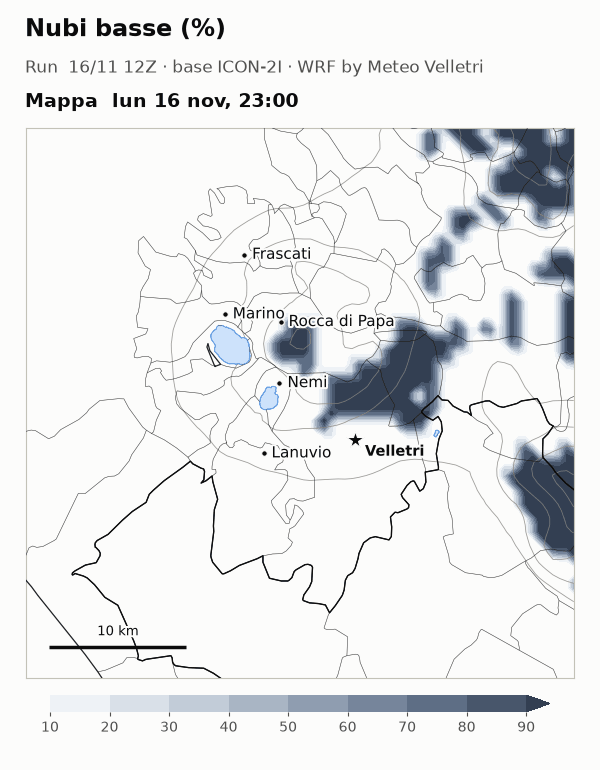 Nubi basse (%)
Run  16/11 12Z · base ICON-2I · WRF by Meteo Velletri
Mappa  lun 16 nov, 23:00
Frascati
Marino
Rocca di Papa
Nemi
Velletri
Lanuvio
10 km
10 20 30 40 50 60 70 80 90